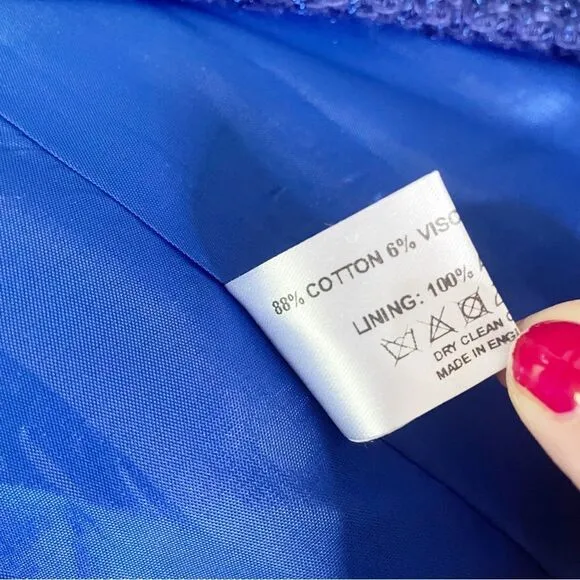 88% COTTON 6% VISC
LINING: 100% A
DRY CLEAN O
MADE IN ENG